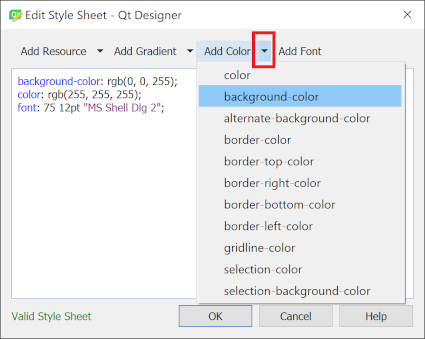 Edit Style Sheet - Qt Designer
Add Resource Add Gradient Add Color Add Font
background-color: rgb(0, 0, 255);
color: rgb(255, 255, 255);
font: 75 12pt "MS Shell Dlg 2";
color
background-color
alternate-background-color
border-color
border-top-color
border-right-color
border-bottom-color
border-left-color
gridline-color
selection-color
selection-background-color
Valid Style Sheet OK Cancel Help